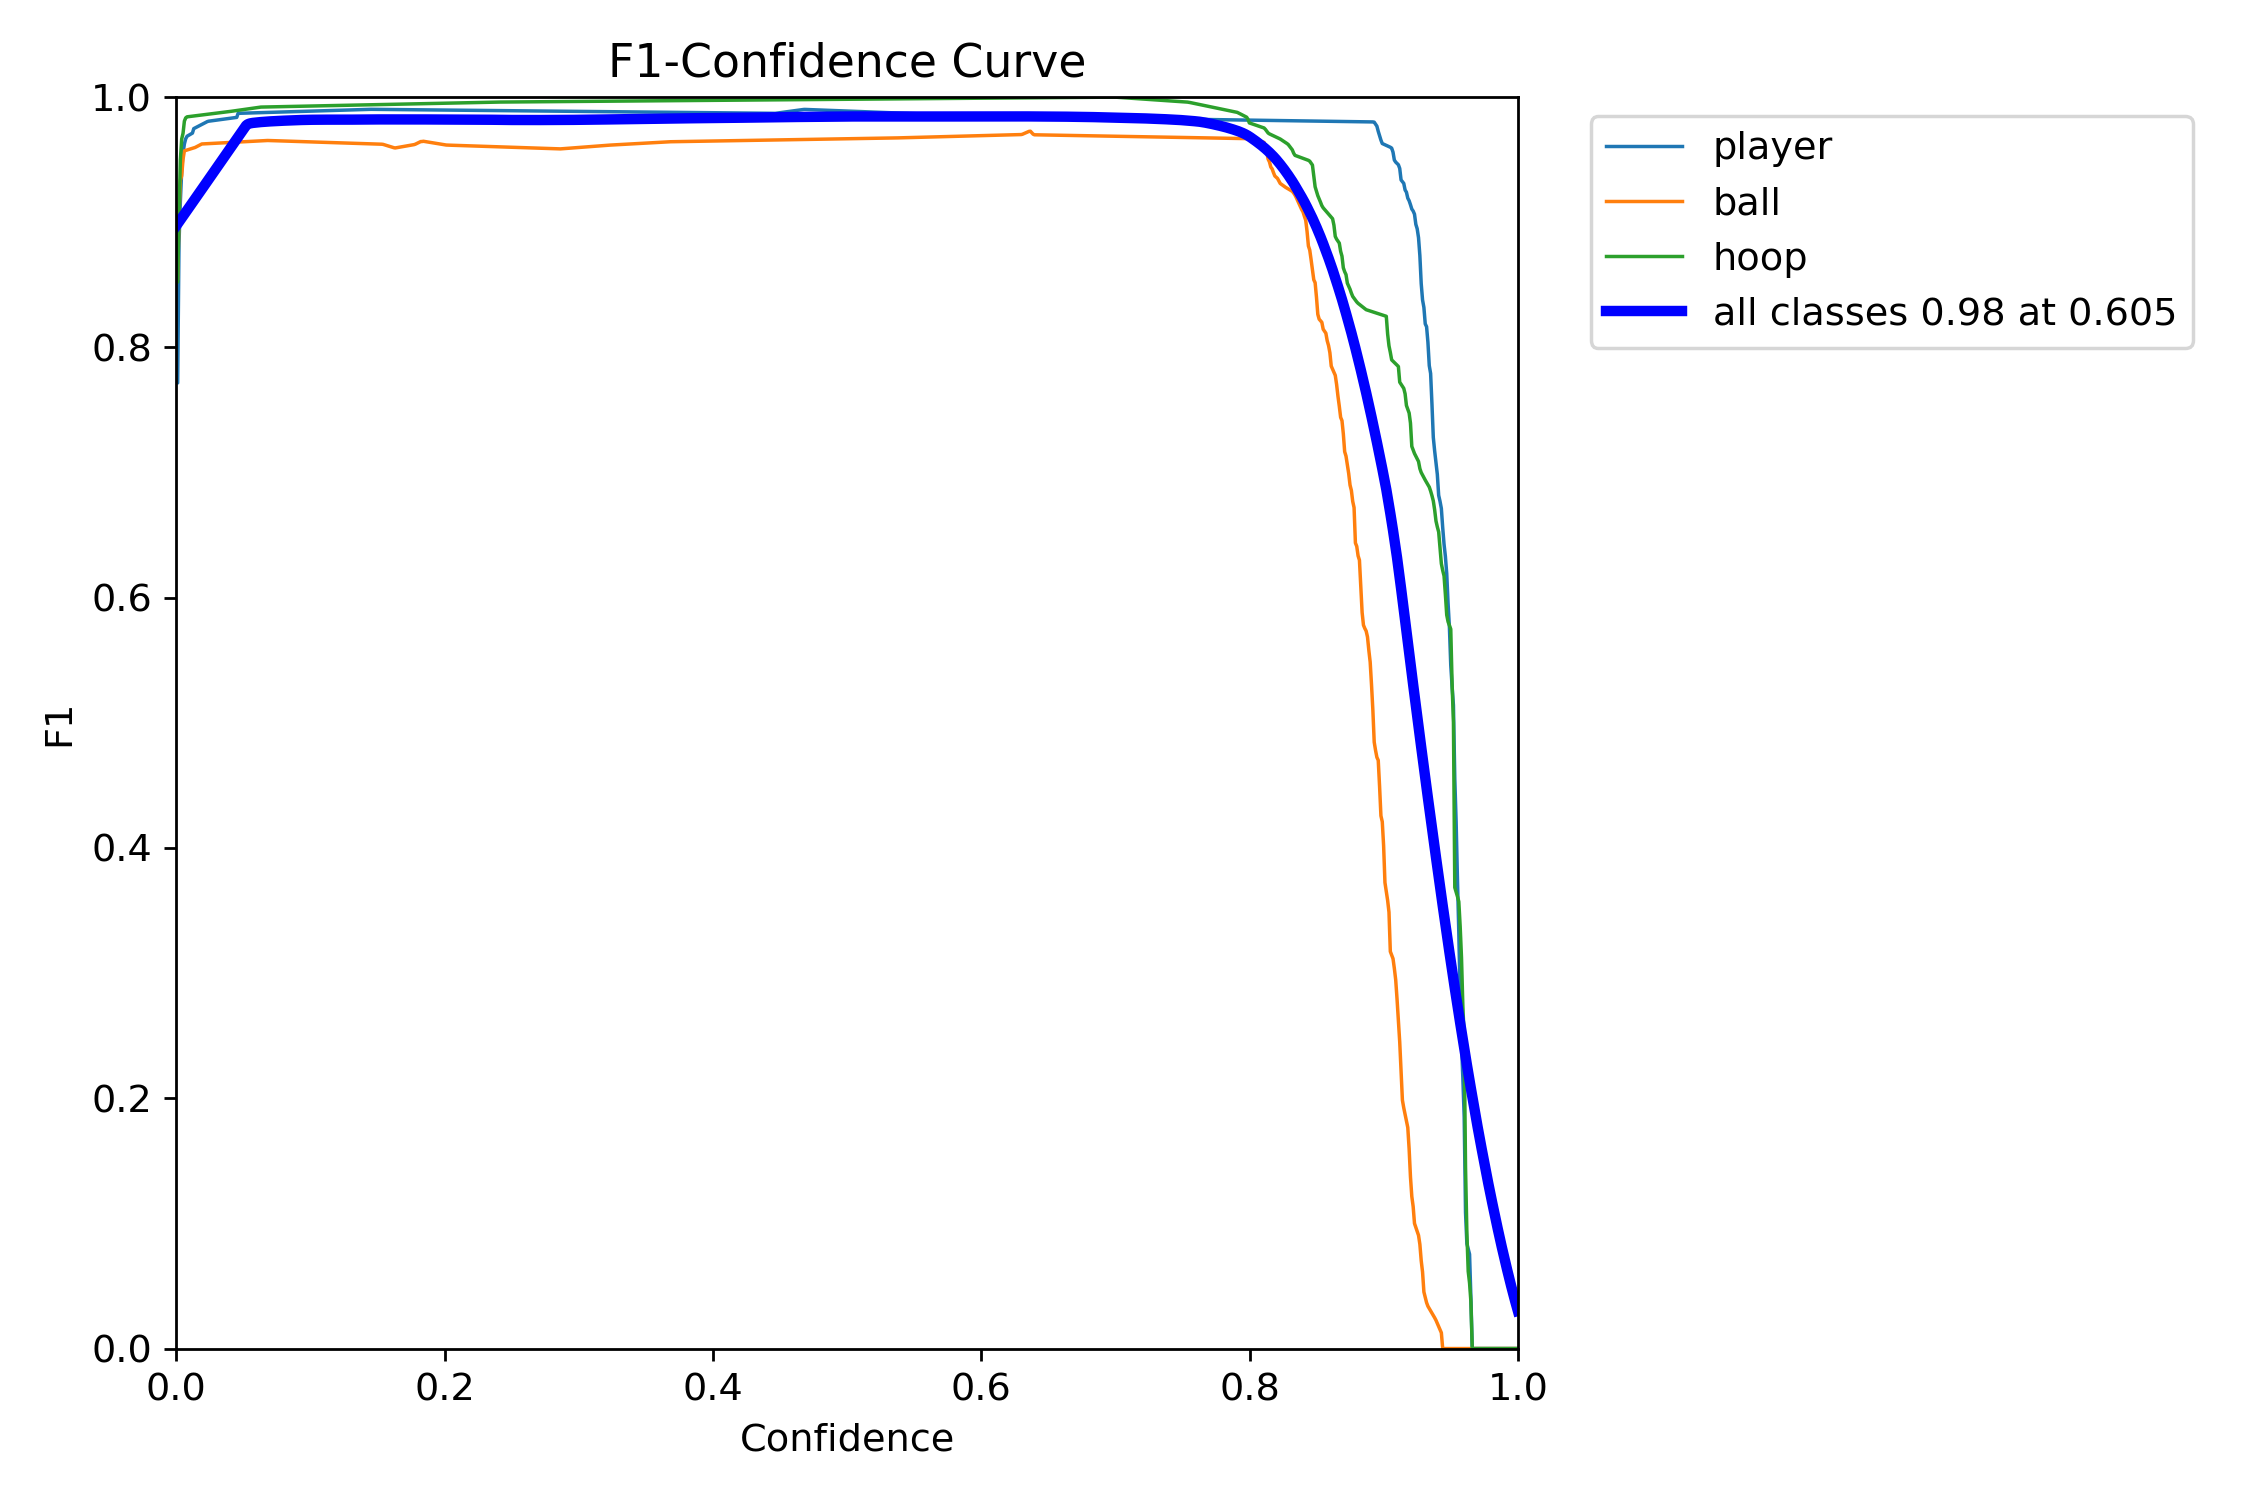 F1-Confidence Curve
1.0
0.8
0.6
0.4
0.2
0.0
F1
0.0 0.2 0.4 0.6 0.8 1.0
Confidence
player
ball
hoop
all classes 0.98 at 0.605